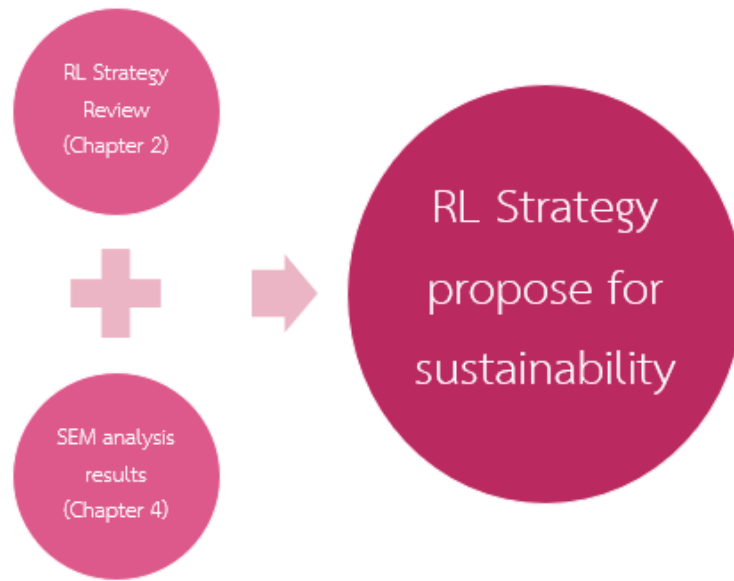 RL Strategy
Review
(Chapter 2)
SEM analysis
results
(Chapter 4)
RL Strategy
propose for
sustainability